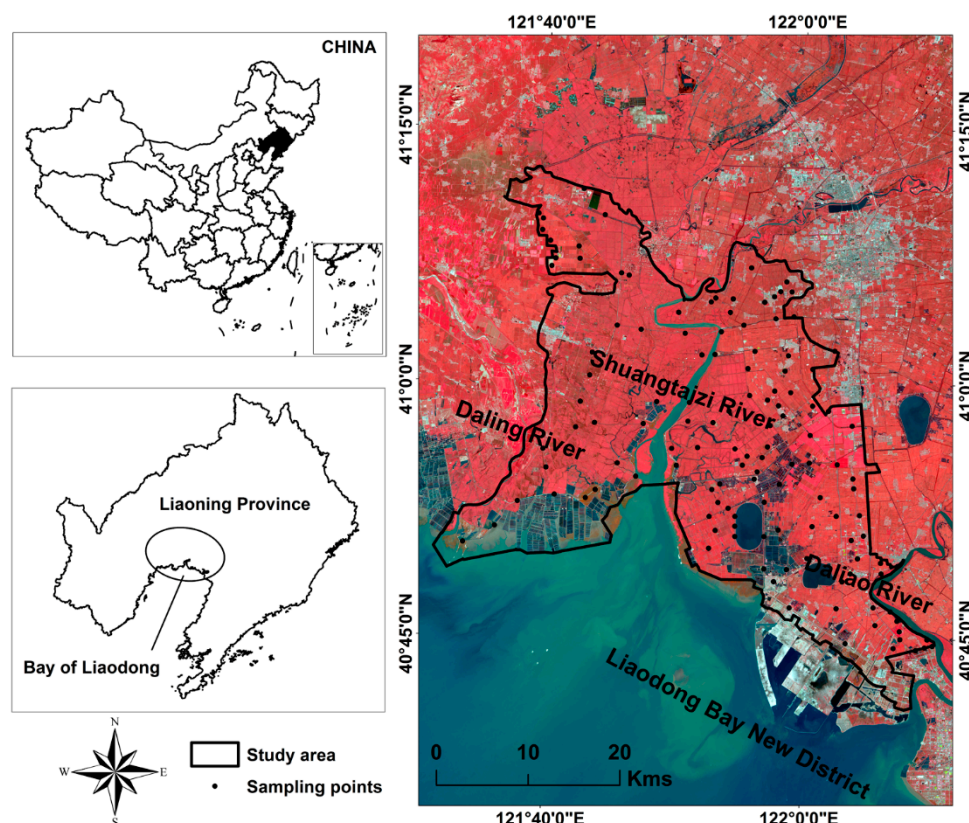 CHINA
Liaoning Province
Bay of Liaodong
N
W
E
S
Study area
Sampling points
121°40'0"E
122°0'0"E
41°15'0"N
41°15'0"N
41°0'0"N
41°0'0"N
40°45'0"N
40°45'0"N
Shuangtajzi River
Daling River
Daliao River
Liaodong Bay New District
0 10 20
Kms
121°40'0"E
122°0'0"E